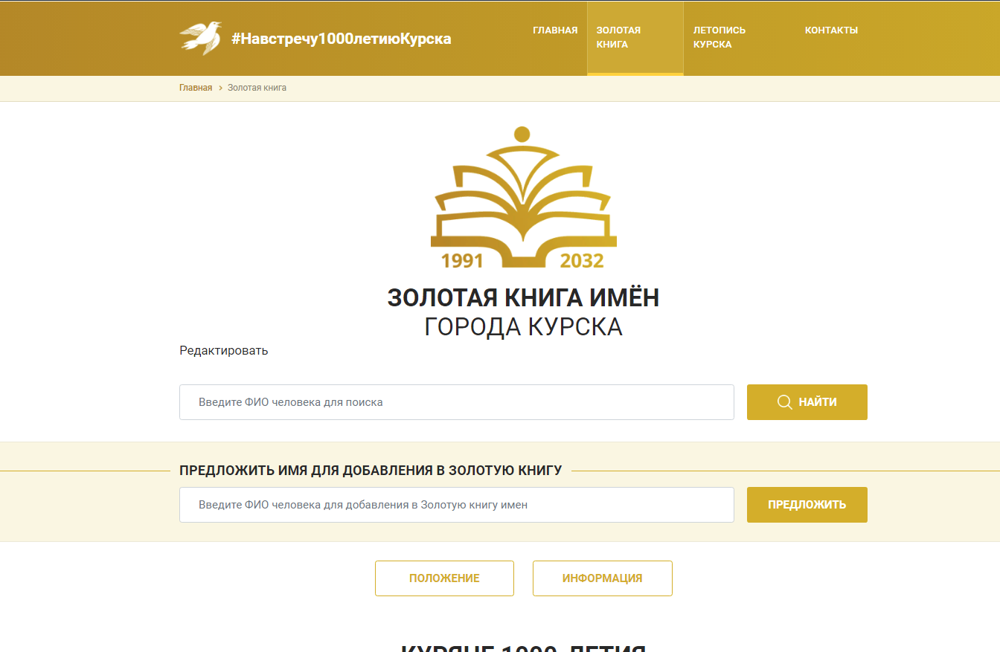 #Навстречу1000летиюКурска
ГЛАВНАЯ
ЗОЛОТАЯ
КНИГА
ЛЕТОПИСЬ
КУРСКА
КОНТАКТЫ
Главная > Золотая книга
1991 2032
ЗОЛОТАЯ КНИГА ИМЁН
ГОРОДА КУРСКА
Редактировать
Введите ФИО человека для поиска
НАЙТИ
ПРЕДЛОЖИТЬ ИМЯ ДЛЯ ДОБАВЛЕНИЯ В ЗОЛОТУЮ КНИГУ
Введите ФИО человека для добавления в Золотую книгу имен
ПРЕДЛОЖИТЬ
ПОЛОЖЕНИЕ
ИНФОРМАЦИЯ
КУРЯНЕ 1000-ЛЕТИЯ